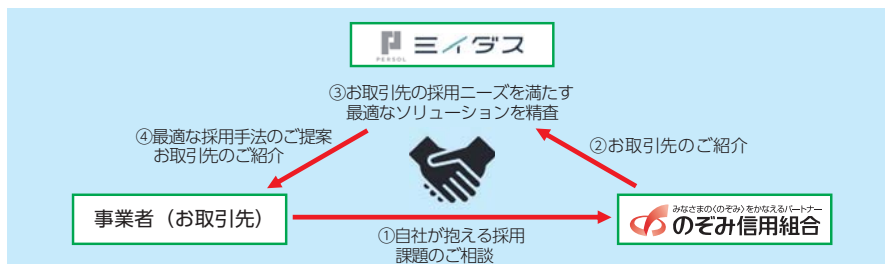 PERSOL
ミイダス
③お取引先の採用ニーズを満たす
最適なソリューションを精査
④最適な採用手法のご提案
お取引先のご紹介
②お取引先のご紹介
事業者（お取引先）
みなさまの〈のぞみ〉をかなえるパートナー
のぞみ信用組合
①自社が抱える採用
課題のご相談